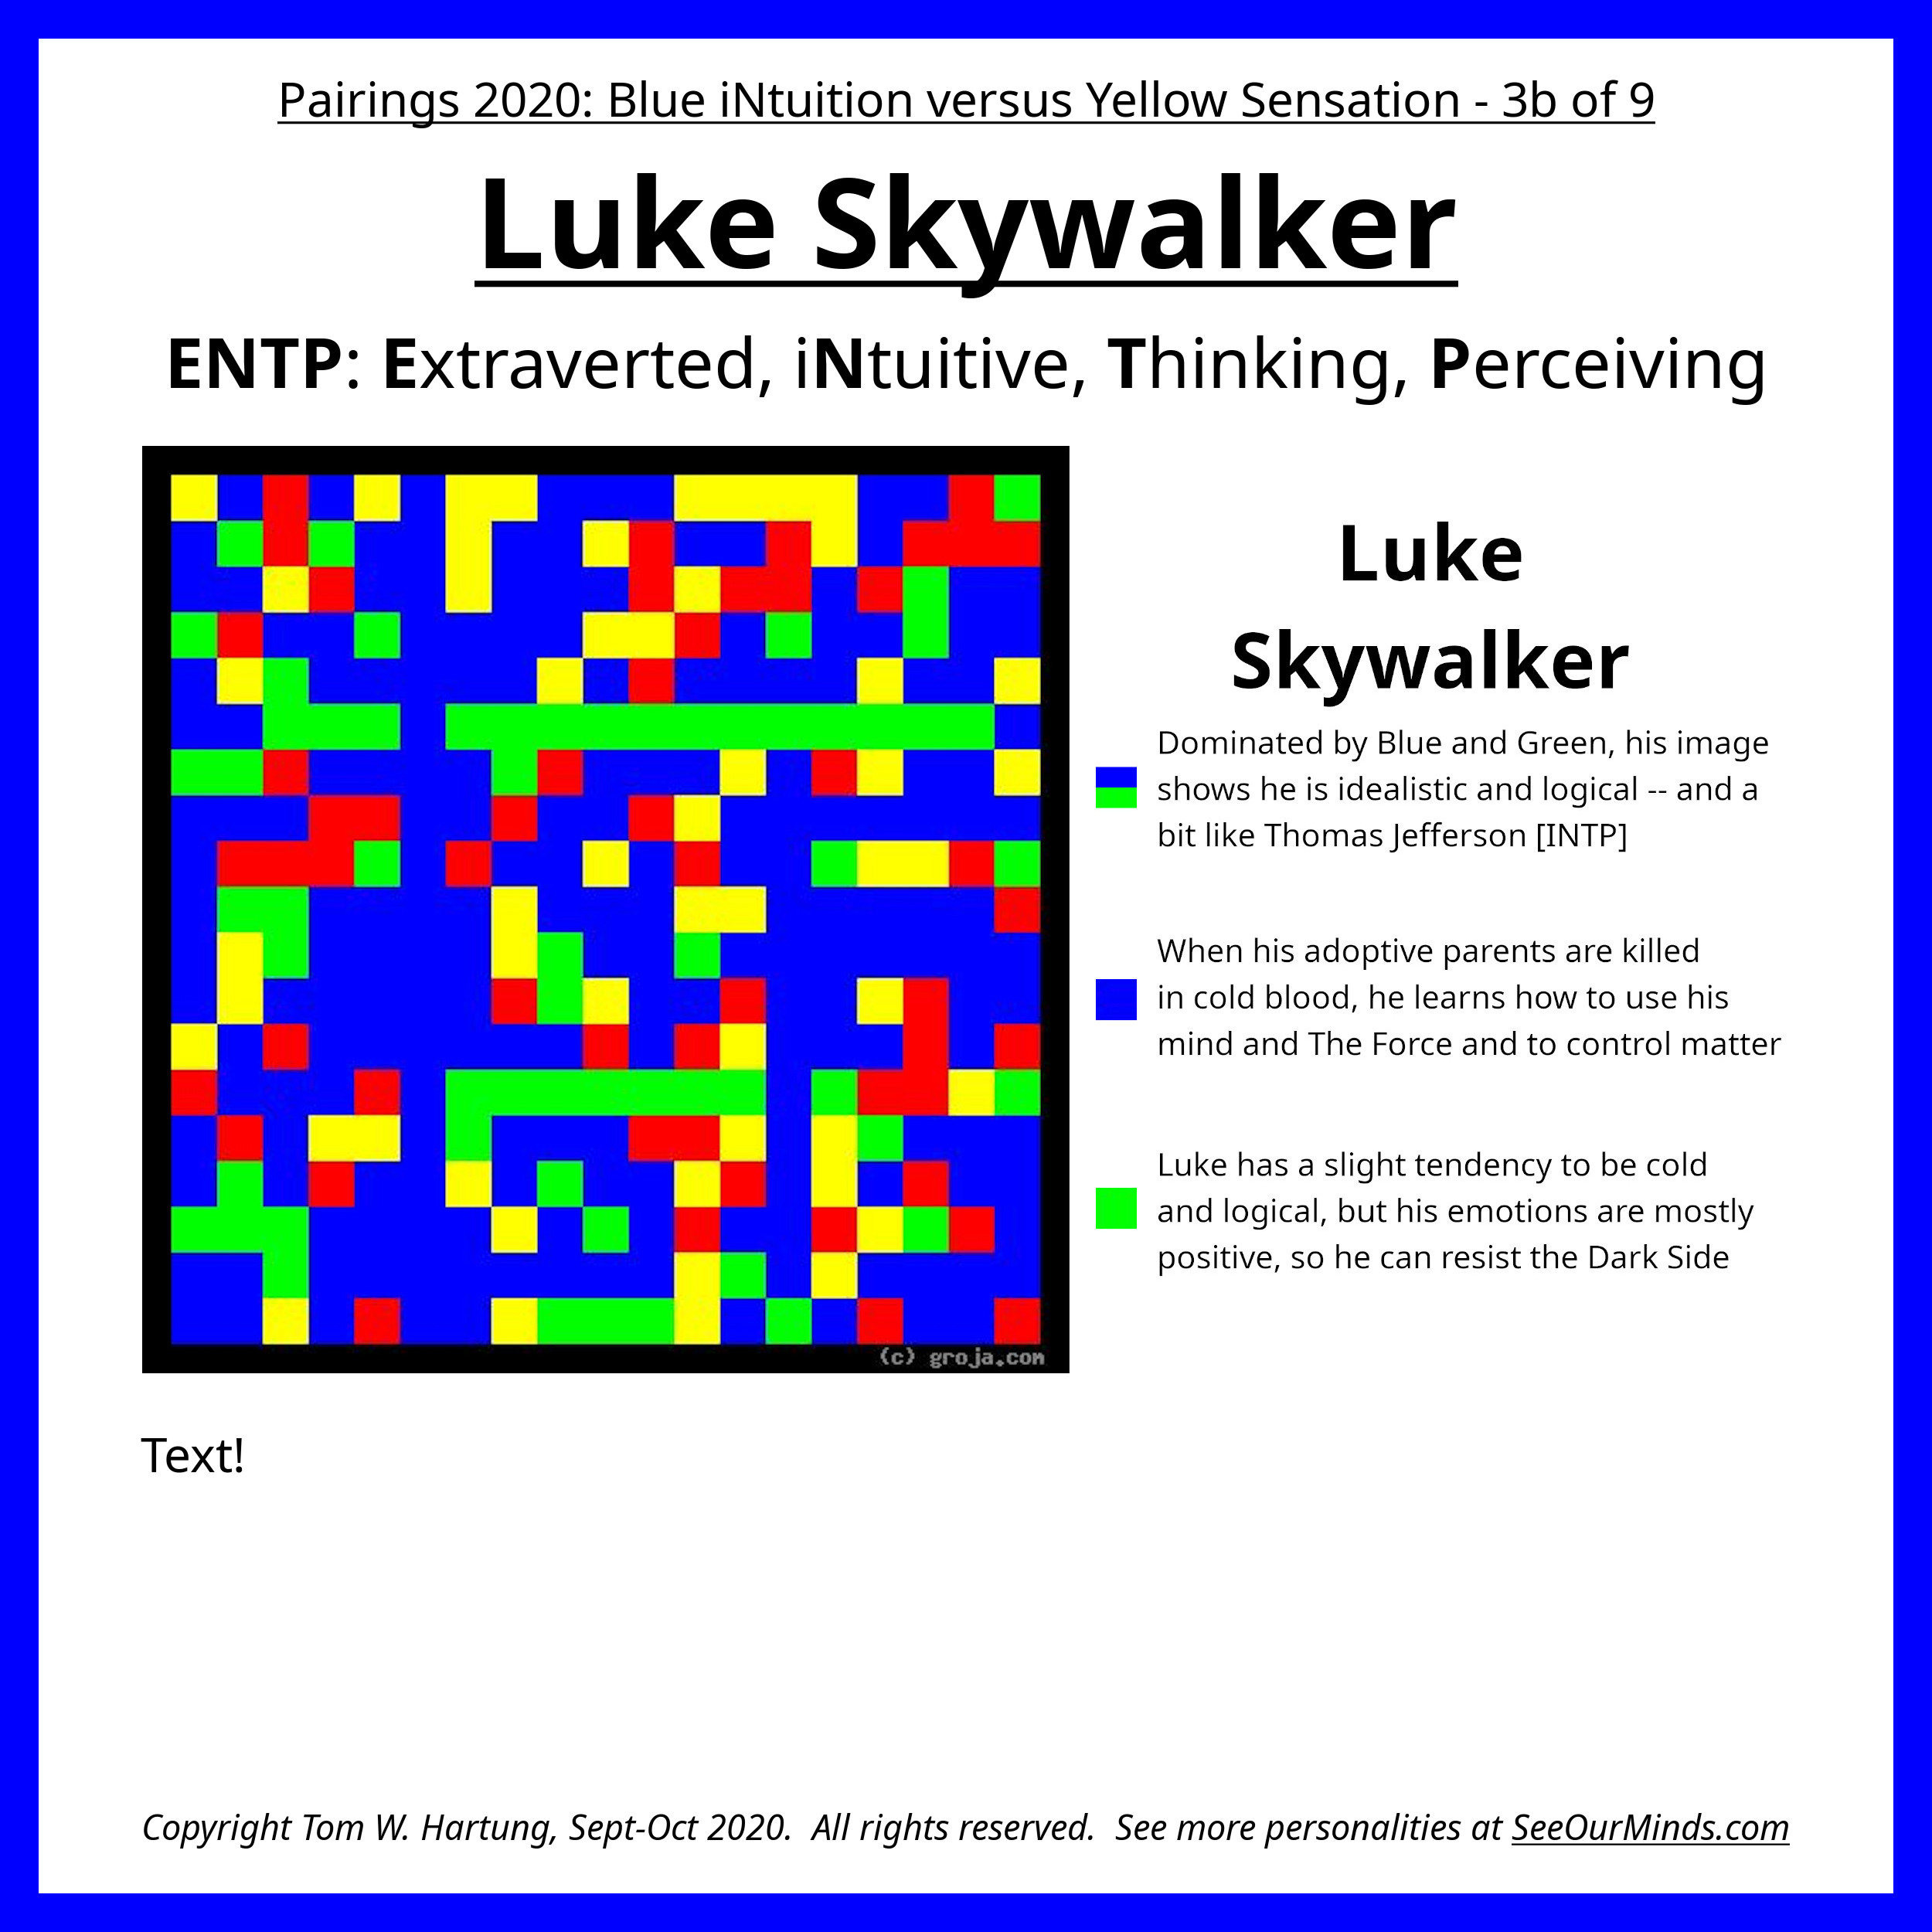 Pairings 2020: Blue iNtuition versus Yellow Sensation - 3b of 9
Luke Skywalker
ENTP: Extraverted, iNtuitive, Thinking, Perceiving
Luke
Skywalker
Dominated by Blue and Green, his image
shows he is idealistic and logical -- and a
bit like Thomas Jefferson [INTP]
When his adoptive parents are killed
in cold blood, he learns how to use his
mind and The Force and to control matter
Luke has a slight tendency to be cold
and logical, but his emotions are mostly
positive, so he can resist the Dark Side
(c) groja.com
Text!
Copyright Tom W. Hartung, Sept-Oct 2020. All rights reserved. See more personalities at SeeOurMinds.com